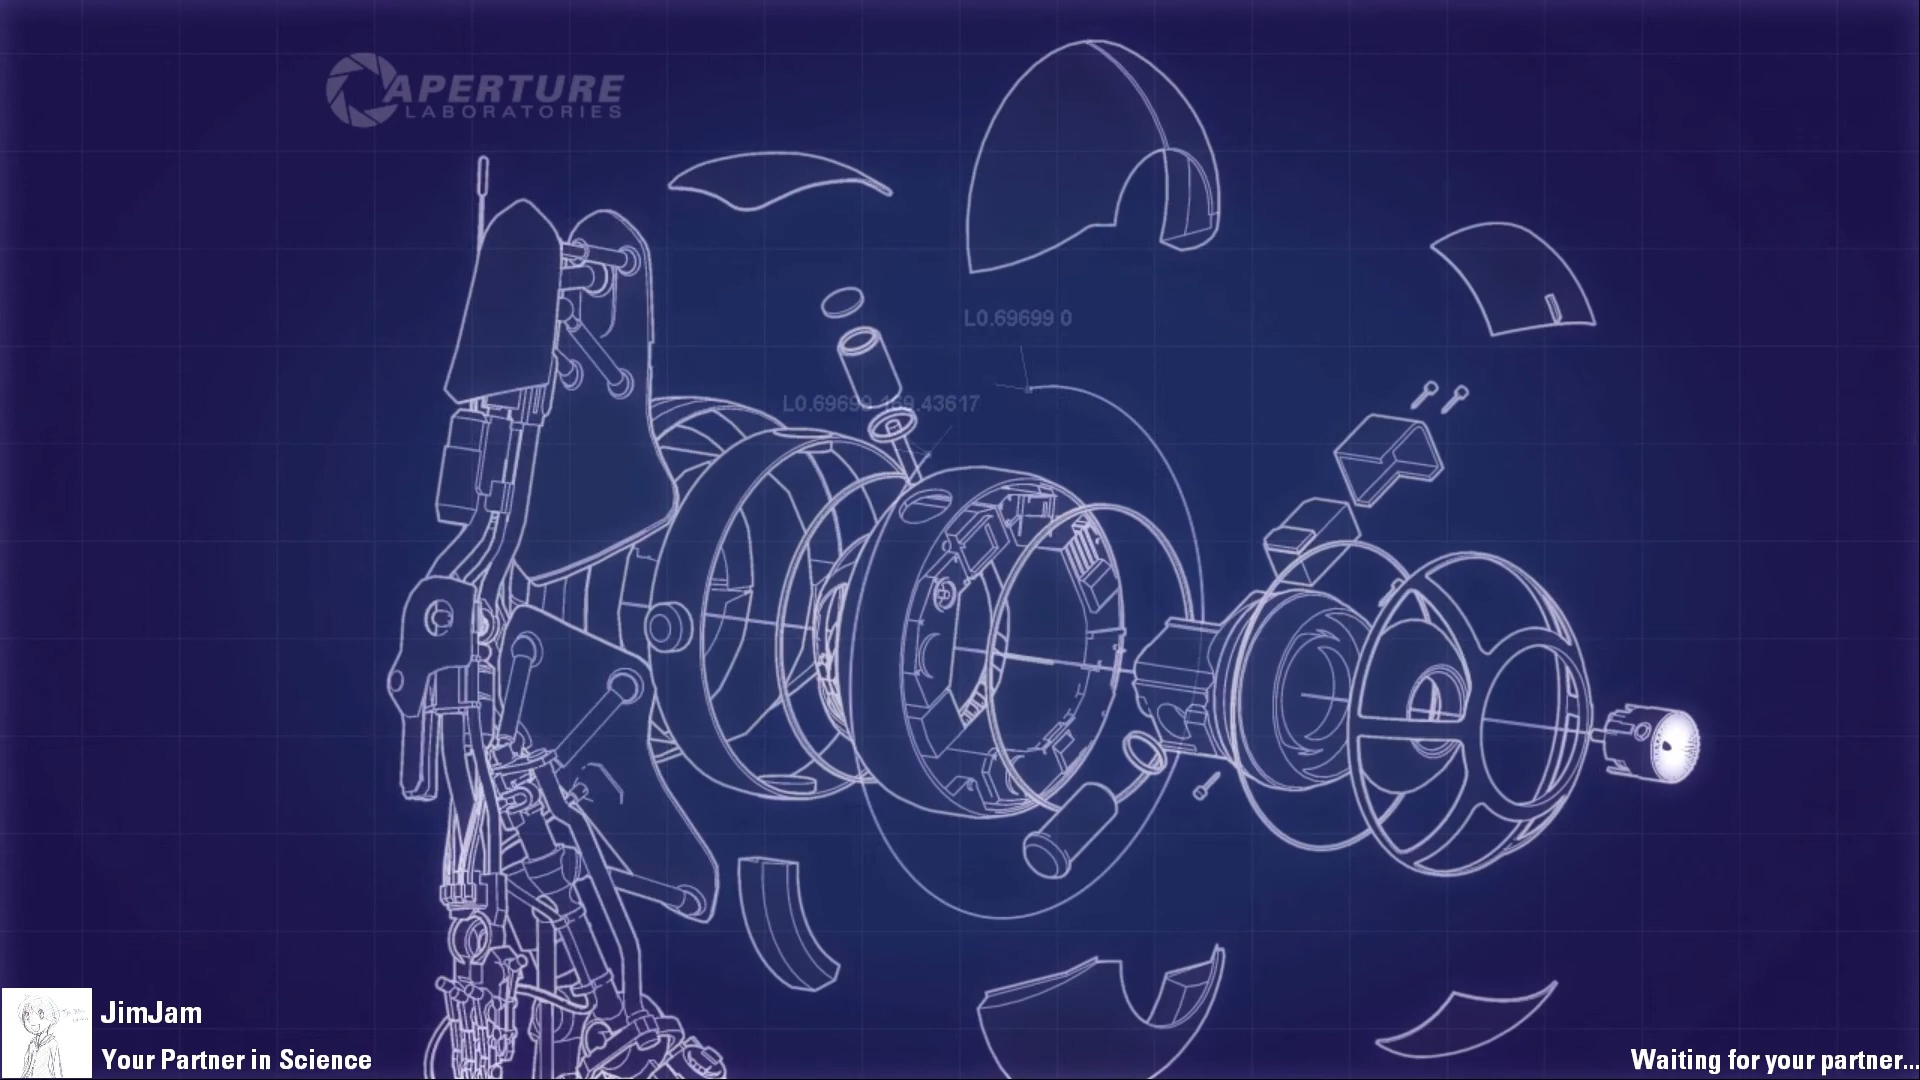 APERTURE
LABORATORIES
L0.69699 0
JimJam
Your Partner in Science
Waiting for your partner...